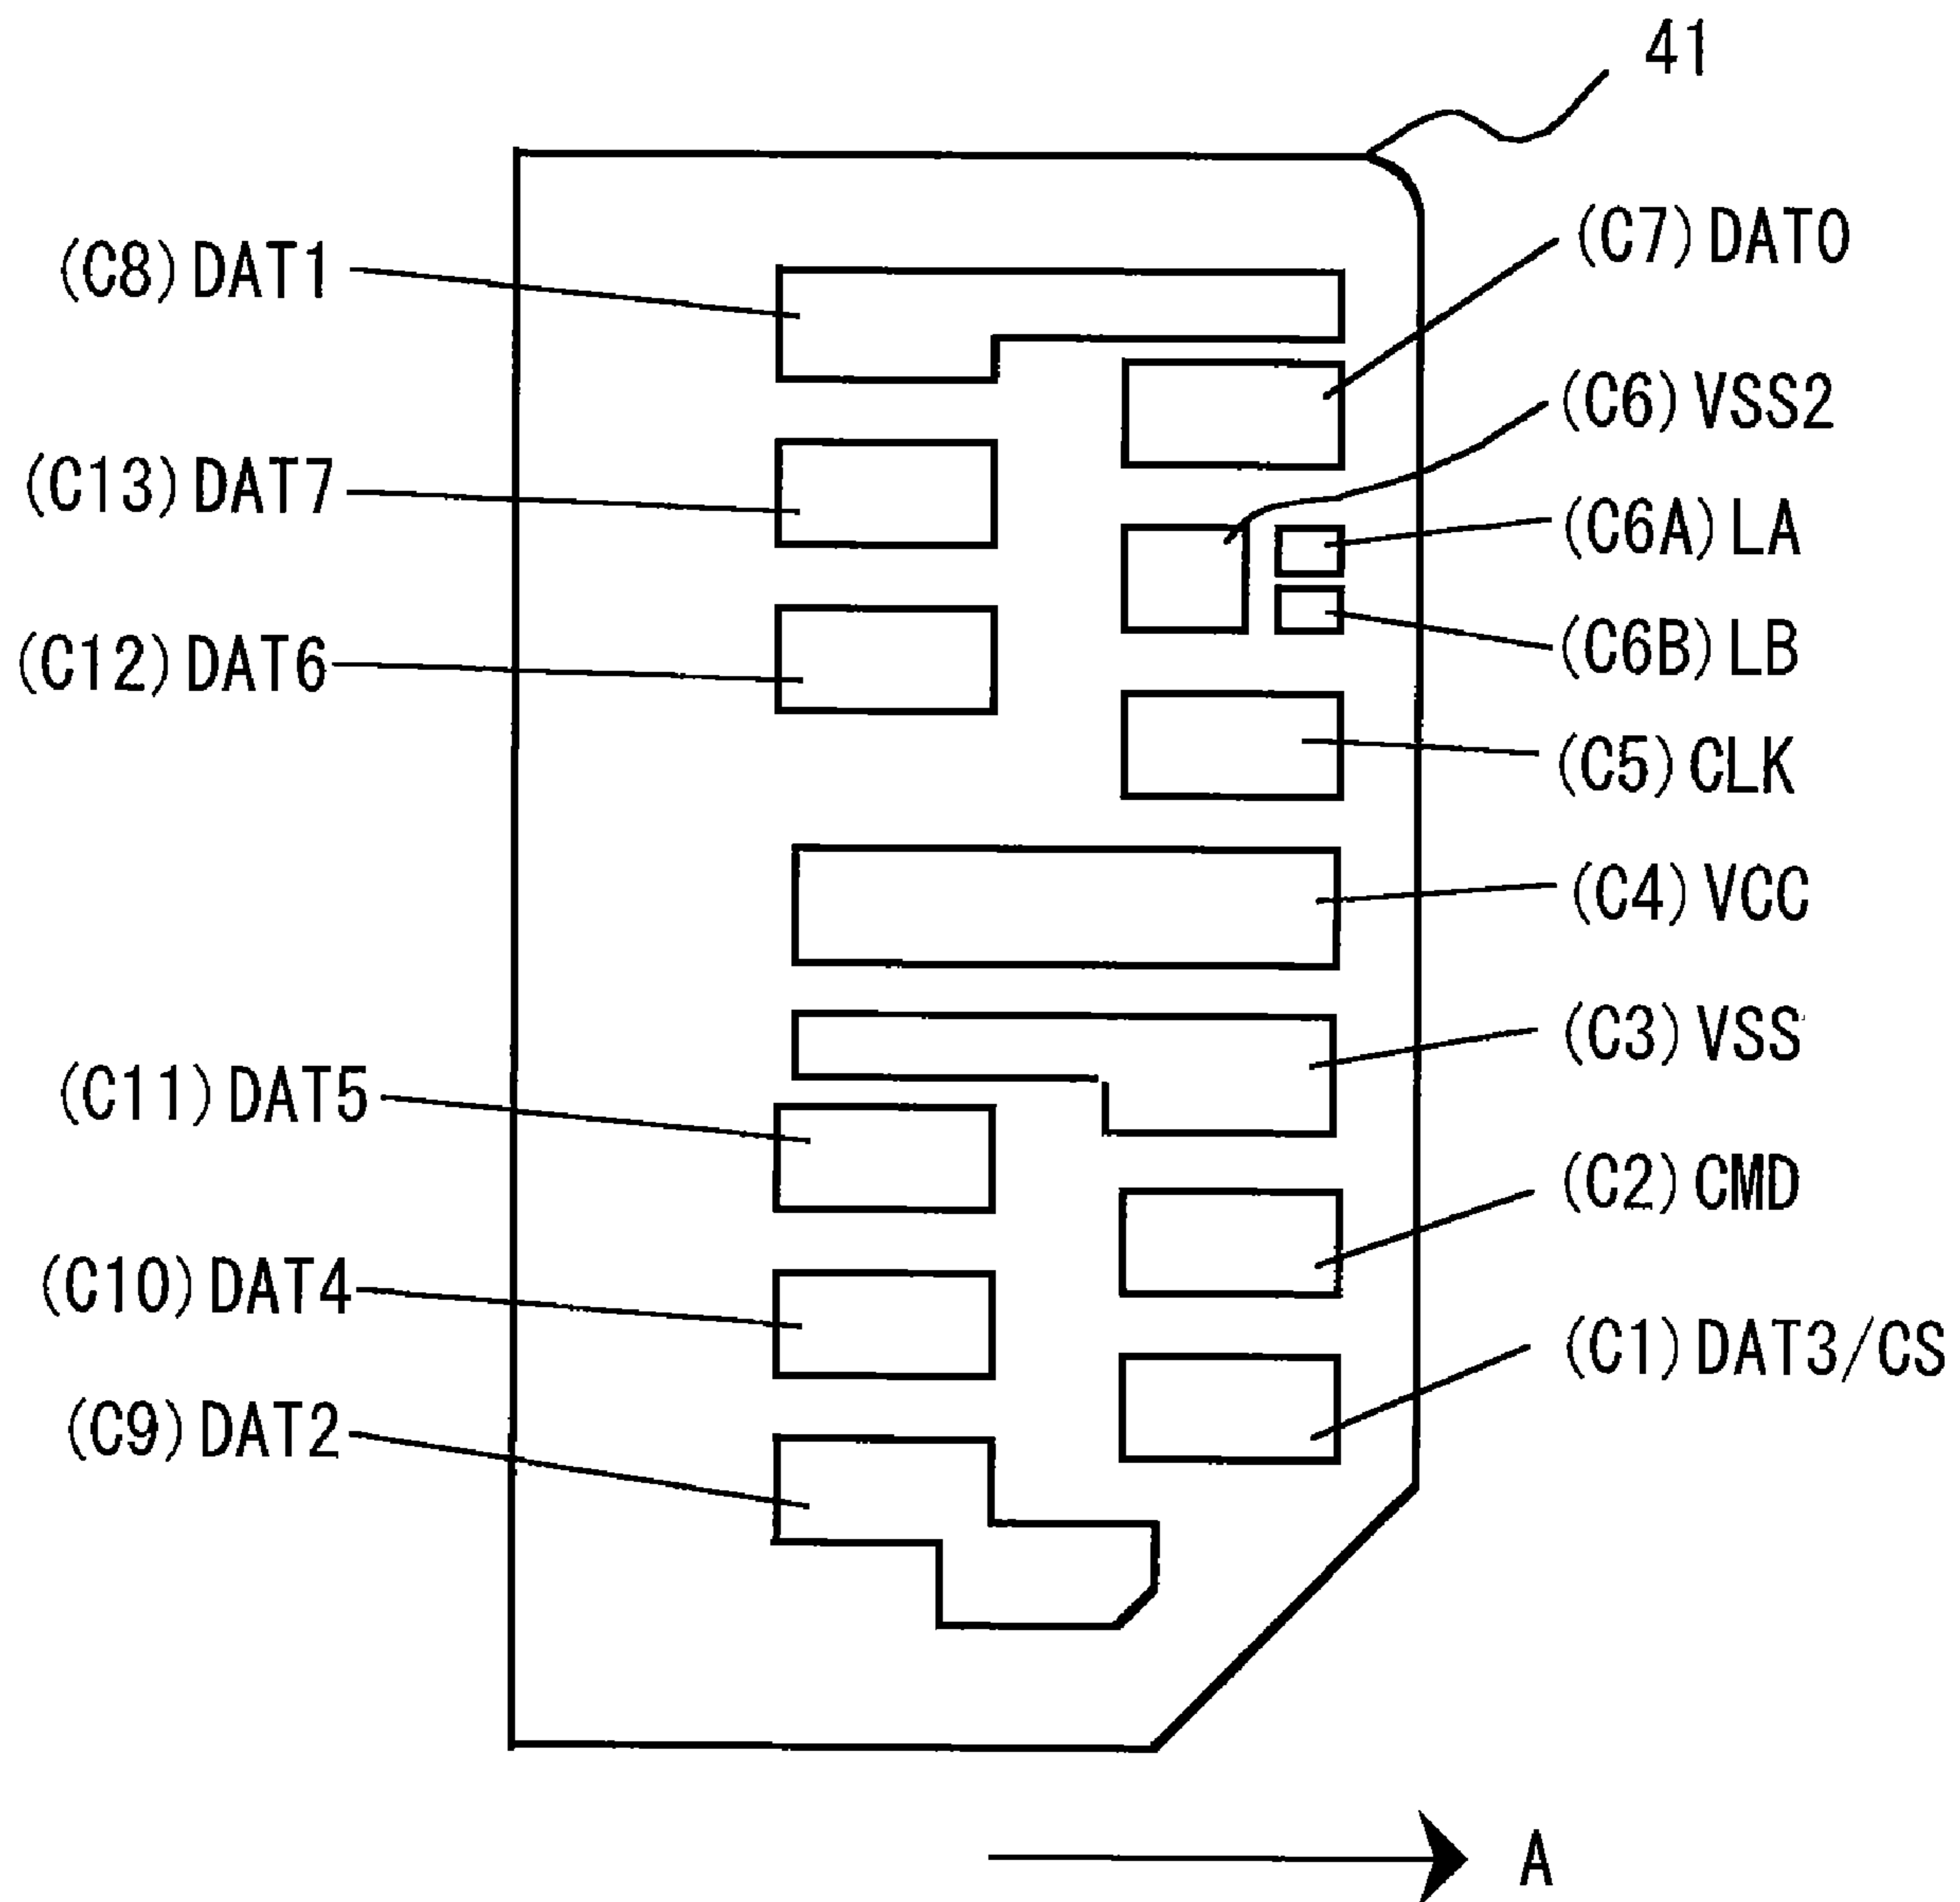 41
(C7) DAT0
(C8) DAT1
(C6) VSS2
(C13) DAT7
(C6A) LA
(C6B) LB
(C12) DAT6
(C5) CLK
(C4) VCC
(C3) VSS
(C11) DAT5
(C2) CMD
(C10) DAT4
(C1) DAT3/CS
(C9) DAT2
A